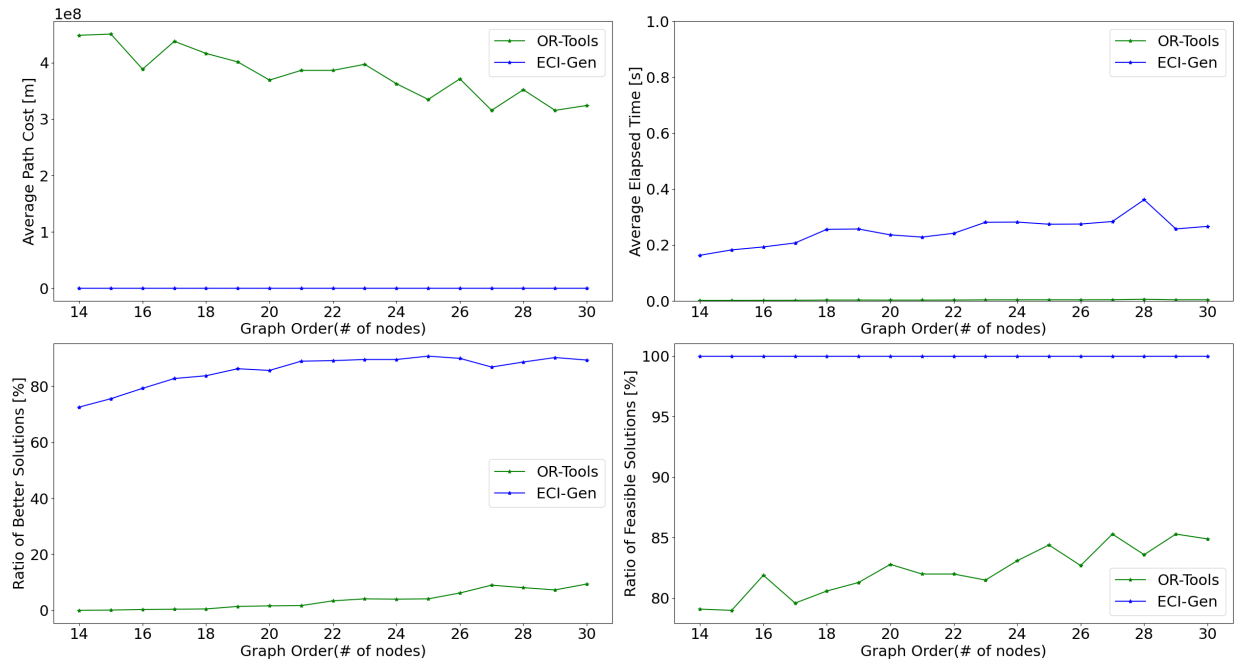 1e8
Average Path Cost [m]
4
3
2
1
0
OR-Tools
ECI-Gen
14 16 18 20 22 24 26 28 30
Graph Order(# of nodes)
Average Elapsed Time [s]
1.0
0.8
0.6
0.4
0.2
0.0
OR-Tools
ECI-Gen
14 16 18 20 22 24 26 28 30
Graph Order(# of nodes)
Ratio of Better Solutions [%]
80
60
40
20
0
OR-Tools
ECI-Gen
14 16 18 20 22 24 26 28 30
Graph Order(# of nodes)
Ratio of Feasible Solutions [%]
100
95
90
85
80
OR-Tools
ECI-Gen
14 16 18 20 22 24 26 28 30
Graph Order(# of nodes)